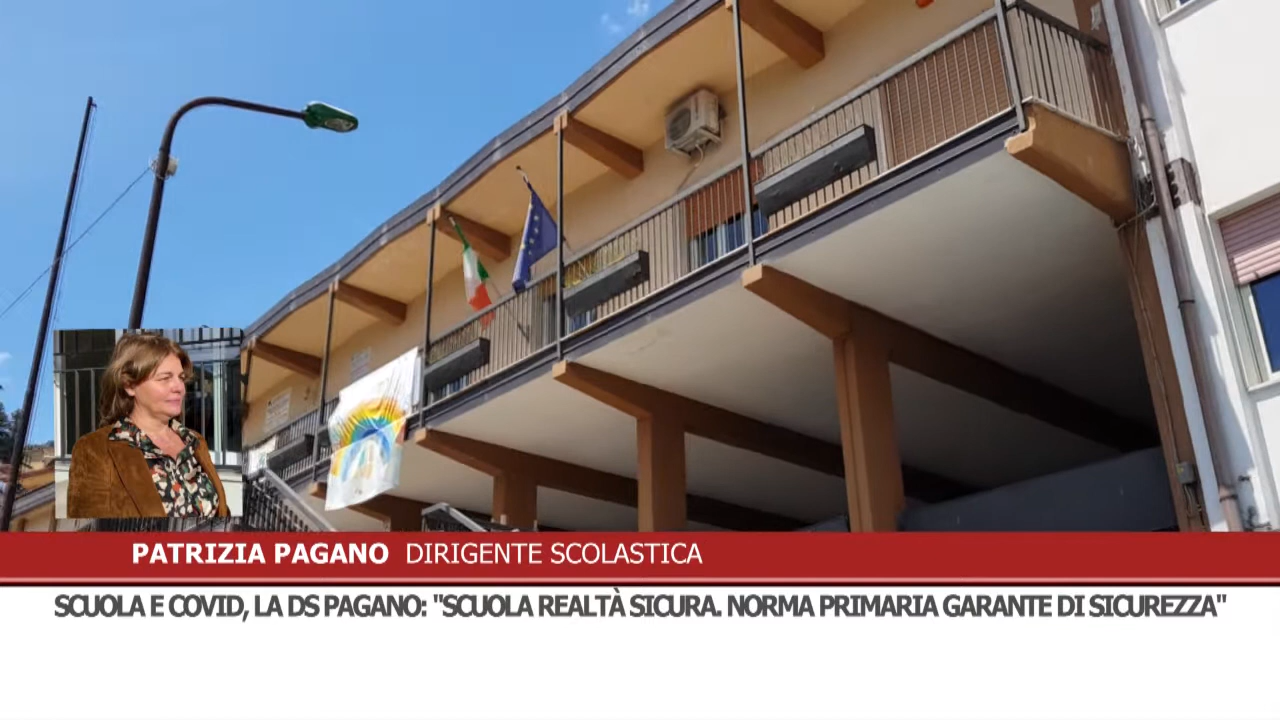 PATRIZIA PAGANO DIRIGENTE SCOLASTICA
SCUOLA E COVID, LA DS PAGANO: "SCUOLA REALTÀ SICURA. NORMA PRIMARIA GARANTE DI SICUREZZA"